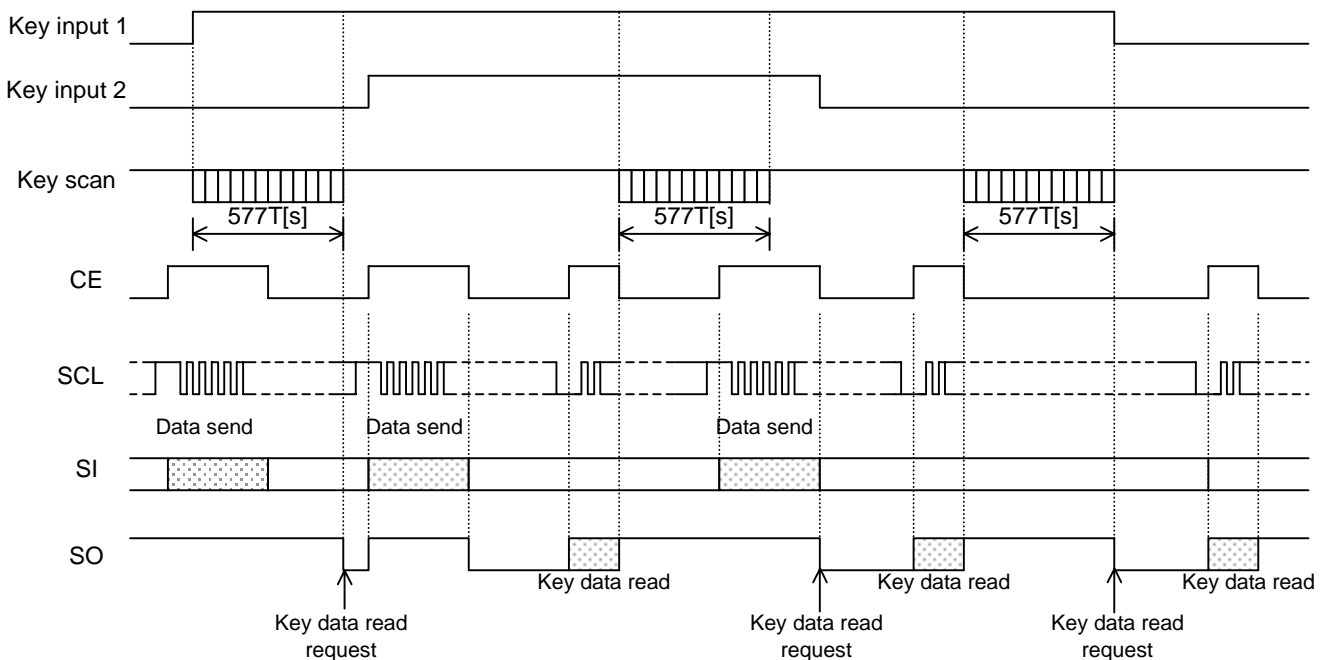 Key input 1
Key input 2
Key scan
577T[s]
577T[s]
577T[s]
CE
SCL
Data send
Data send
Data send
SI
SO
Key data read
Key data read
Key data read
Key data read
request
Key data read
request
Key data read
request